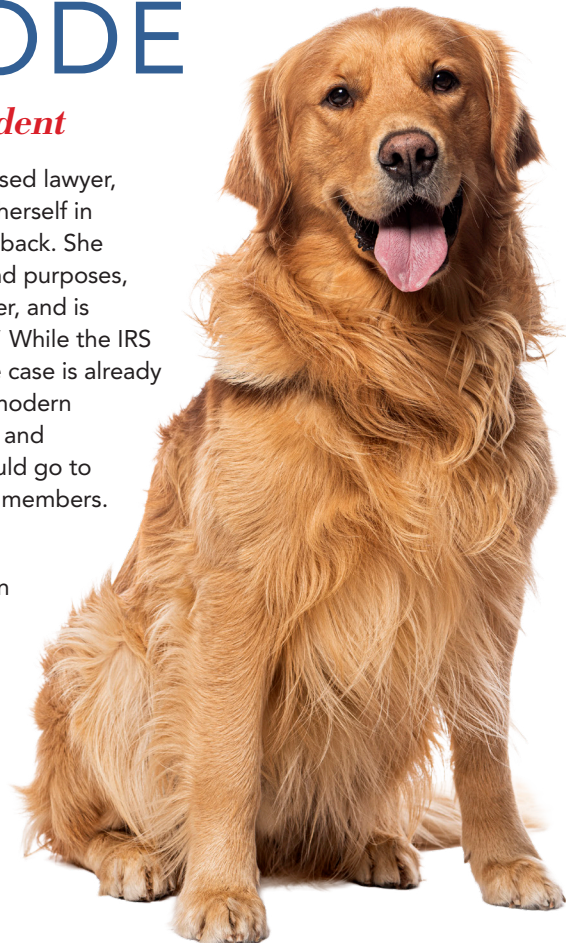 ODE
dent
sed lawyer,
herself in
back. She
nd purposes,
er, and is
” While the IRS
e case is already
modern
and
uld go to
members.
n